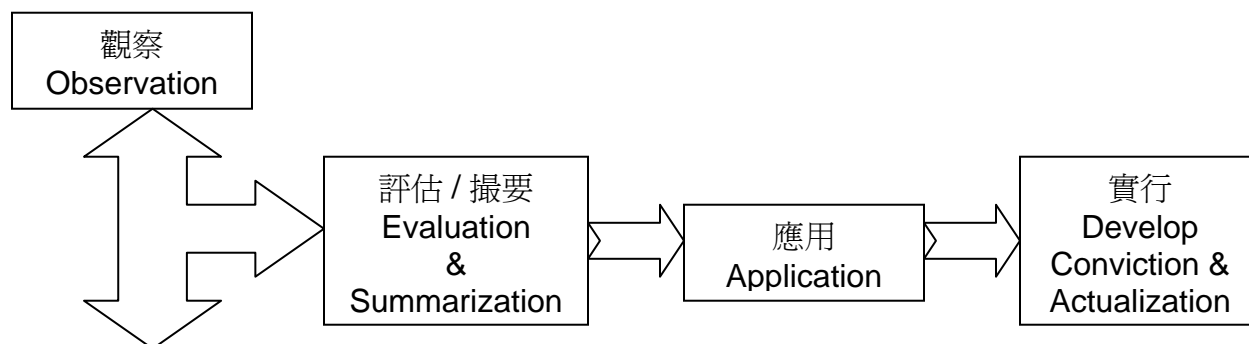 觀察
Observation
評估 / 撮要
Evaluation
&
Summarization
應用
Application
實行
Develop
Conviction &
Actualization